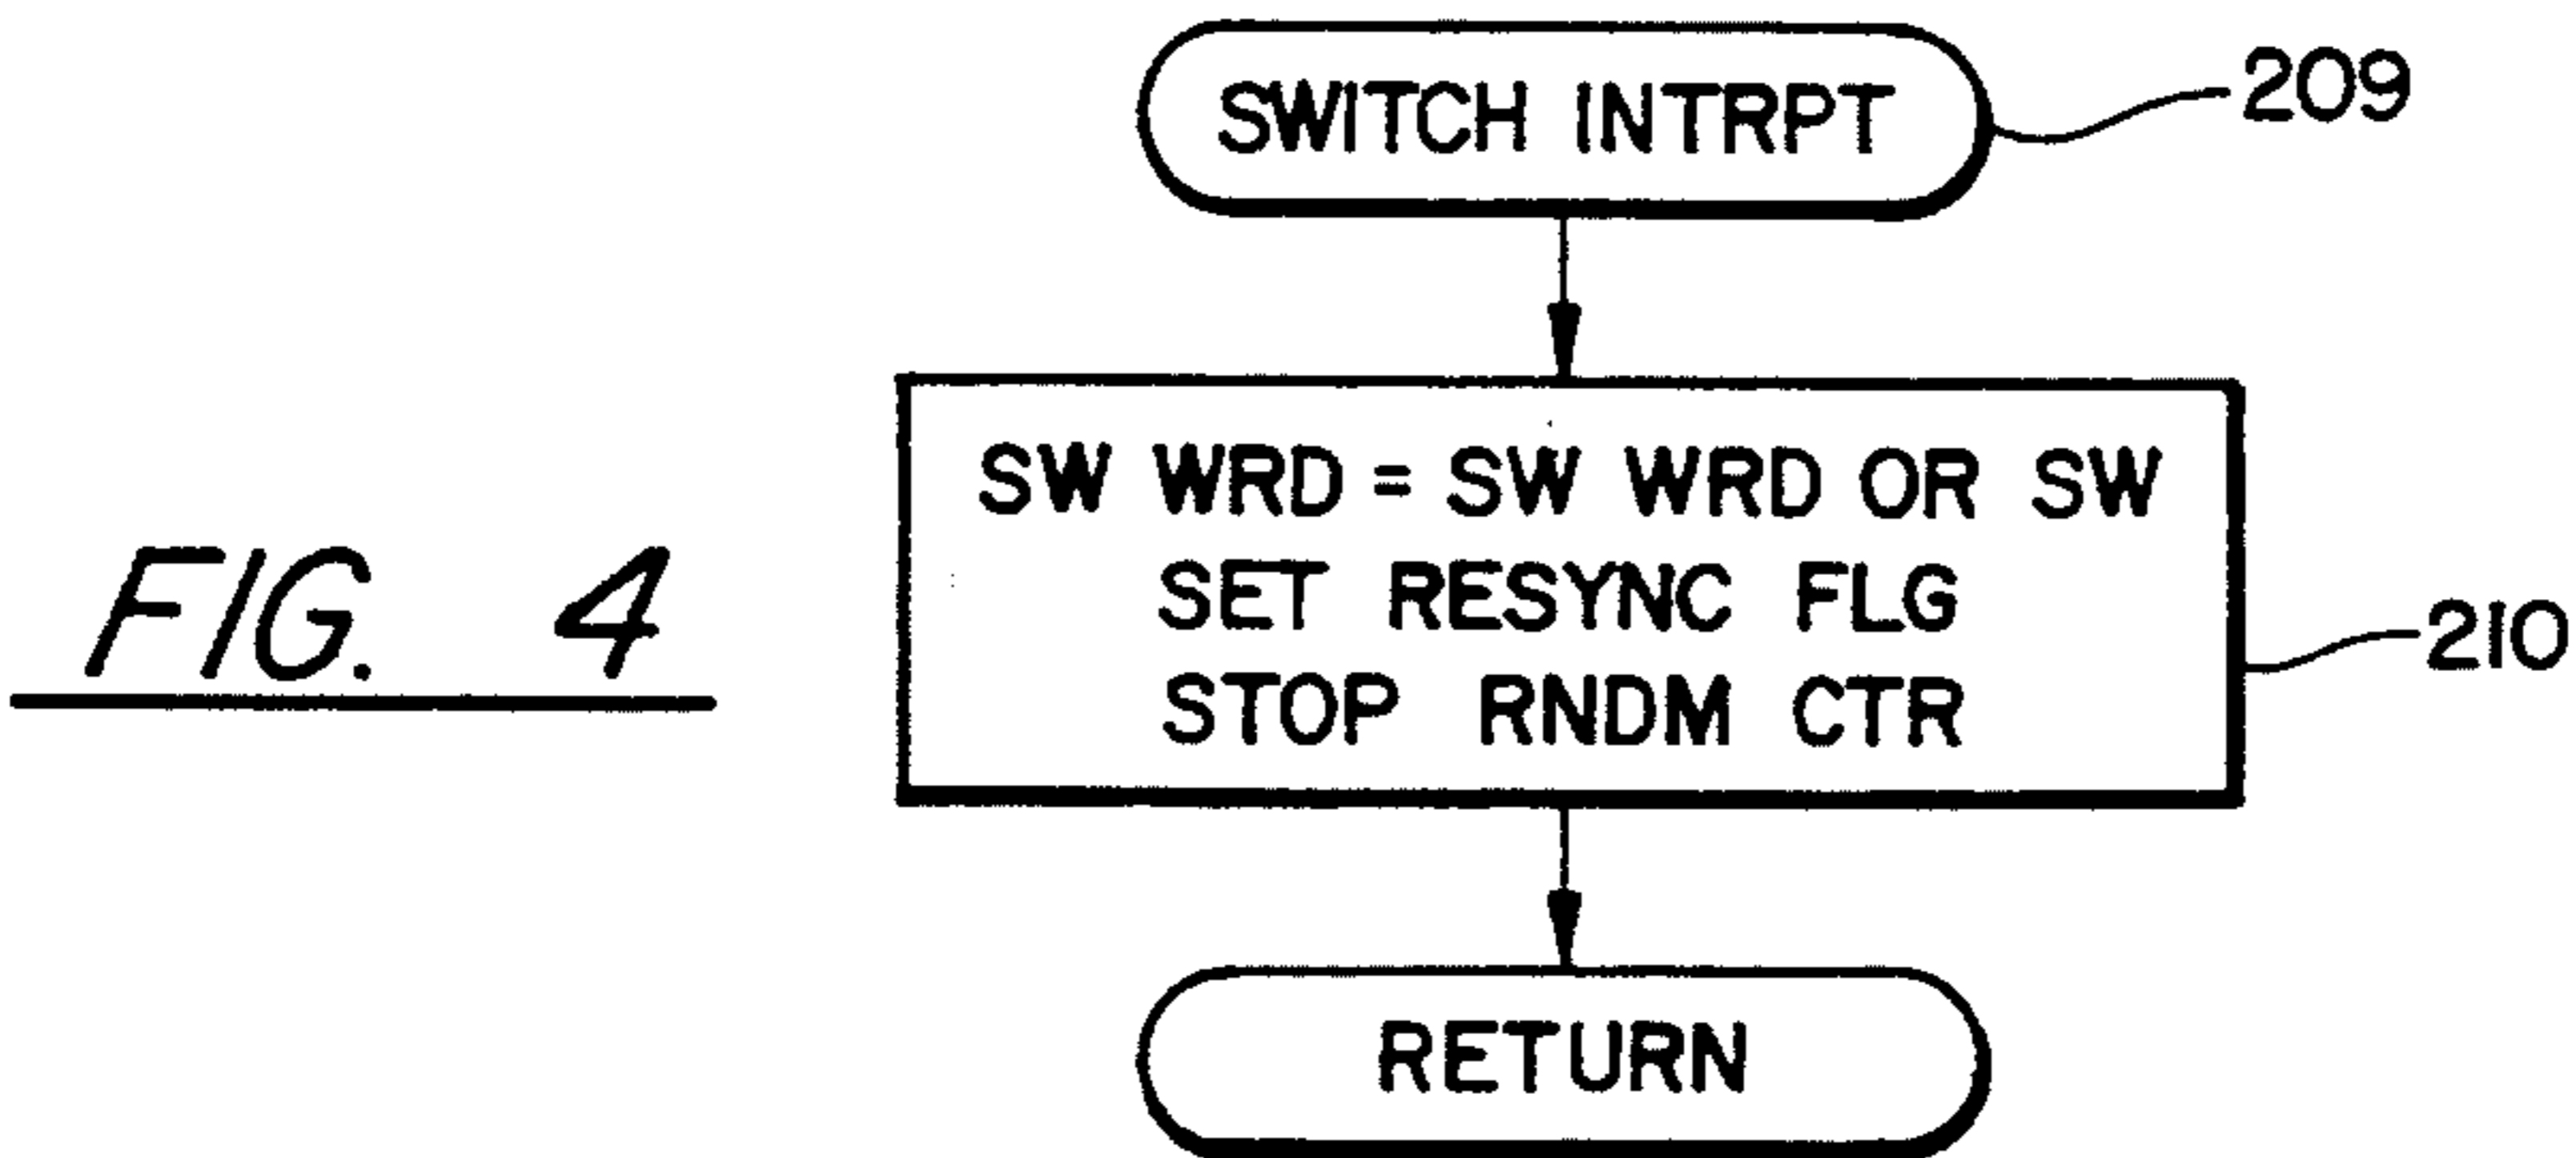 SWITCH INTRPT
209
SW WRD = SW WRD OR SW
SET RESYNC FLG
STOP RNDM CTR
210
FIG. 4
RETURN